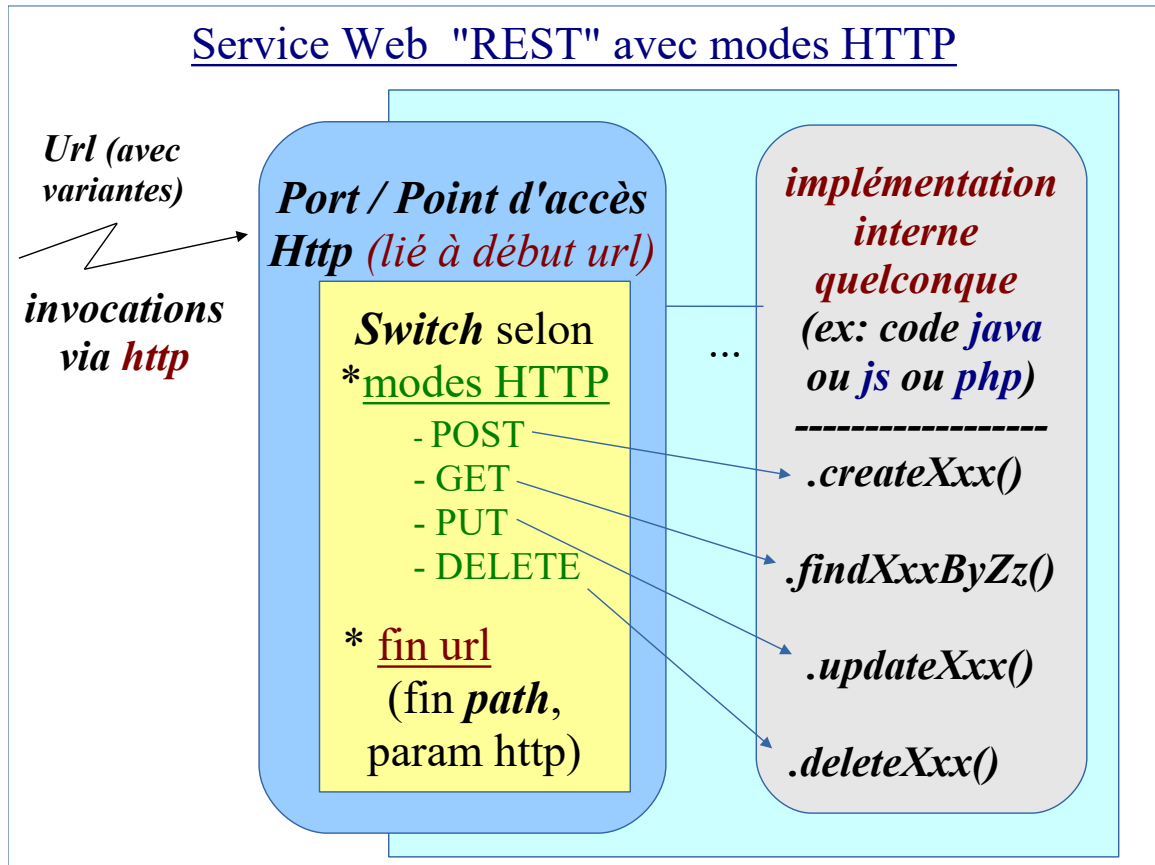 Service Web "REST" avec modes HTTP
Url (avec
variantes)
invocations
via http
Port / Point d'accès
Http (lié à début url)
Switch selon
*modes HTTP
- POST
- GET
- PUT
- DELETE
* fin url
(fin path,
param http)
...
implémentation
interne
quelconque
(ex: code java
ou js ou php)
------------------
.createXxx()
.findXxxByZz()
.updateXxx()
.deleteXxx()